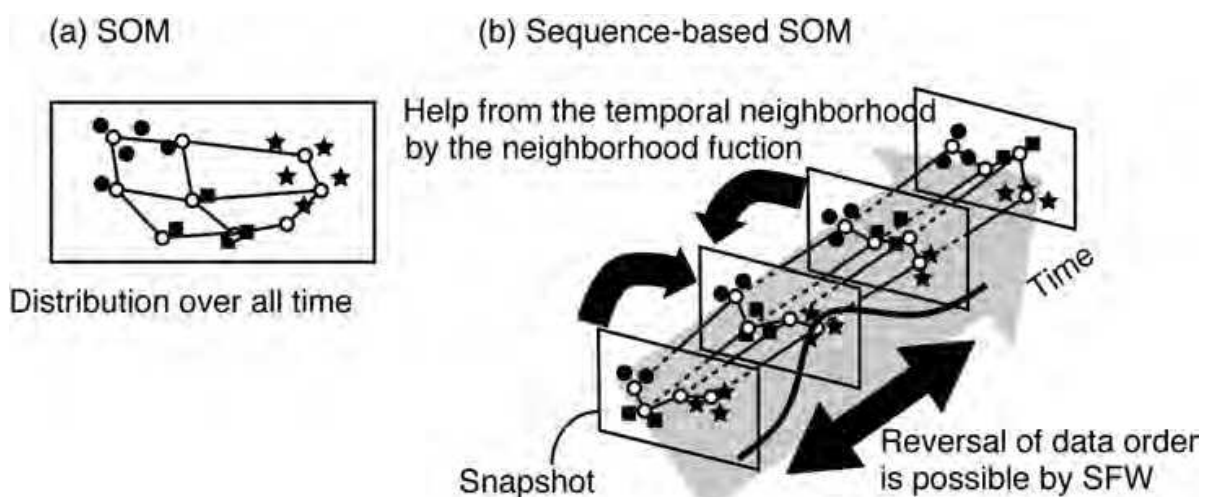 (a) SOM
(b) Sequence-based SOM
Help from the temporal neighborhood
by the neighborhood fuction
Distribution over all time
Time
Reversal of data order
is possible by SFW
Snapshot